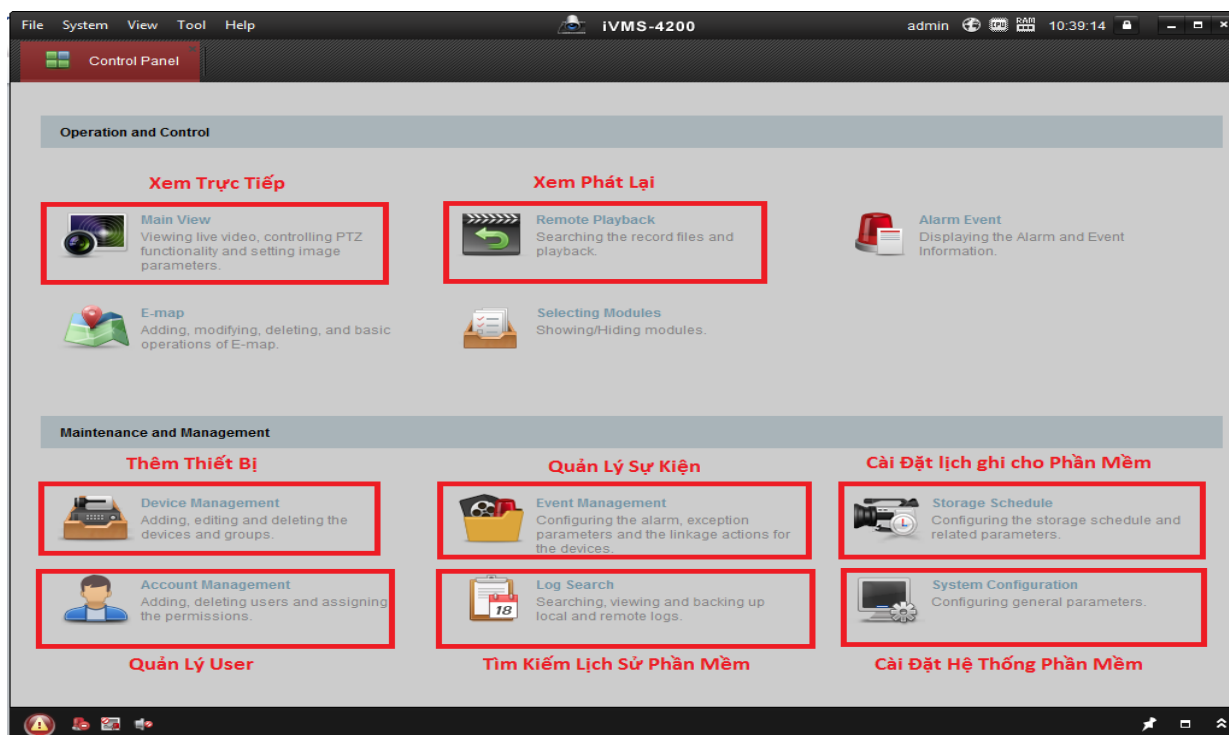 File System View Tool Help iVMS-4200 admin CPU RAM 10:39:14
Control Panel
Operation and Control
Xem Trực Tiếp
Xem Phát Lại
Main View
Viewing live video, controlling PTZ
functionality and setting image
parameters.
Remote Playback
Searching the record files and
playback.
Alarm Event
Displaying the Alarm and Event
Information.
E-map
Adding, modifying, deleting, and basic
operations of E-map.
Selecting Modules
Showing/Hiding modules.
Maintenance and Management
Thêm Thiết Bị
Quản Lý Sự Kiện
Cài Đặt lịch ghi cho Phần Mềm
Device Management
Adding, editing and deleting the
devices and groups.
Event Management
Configuring the alarm, exception
parameters and the linkage actions for
the devices.
Storage Schedule
Configuring the storage schedule and
related parameters.
Account Management
Adding, deleting users and assigning
the permissions.
18
Log Search
Searching, viewing and backing up
local and remote logs.
System Configuration
Configuring general parameters.
Quản Lý User
Tìm Kiếm Lịch Sử Phần Mềm
Cài Đặt Hệ Thống Phần Mềm